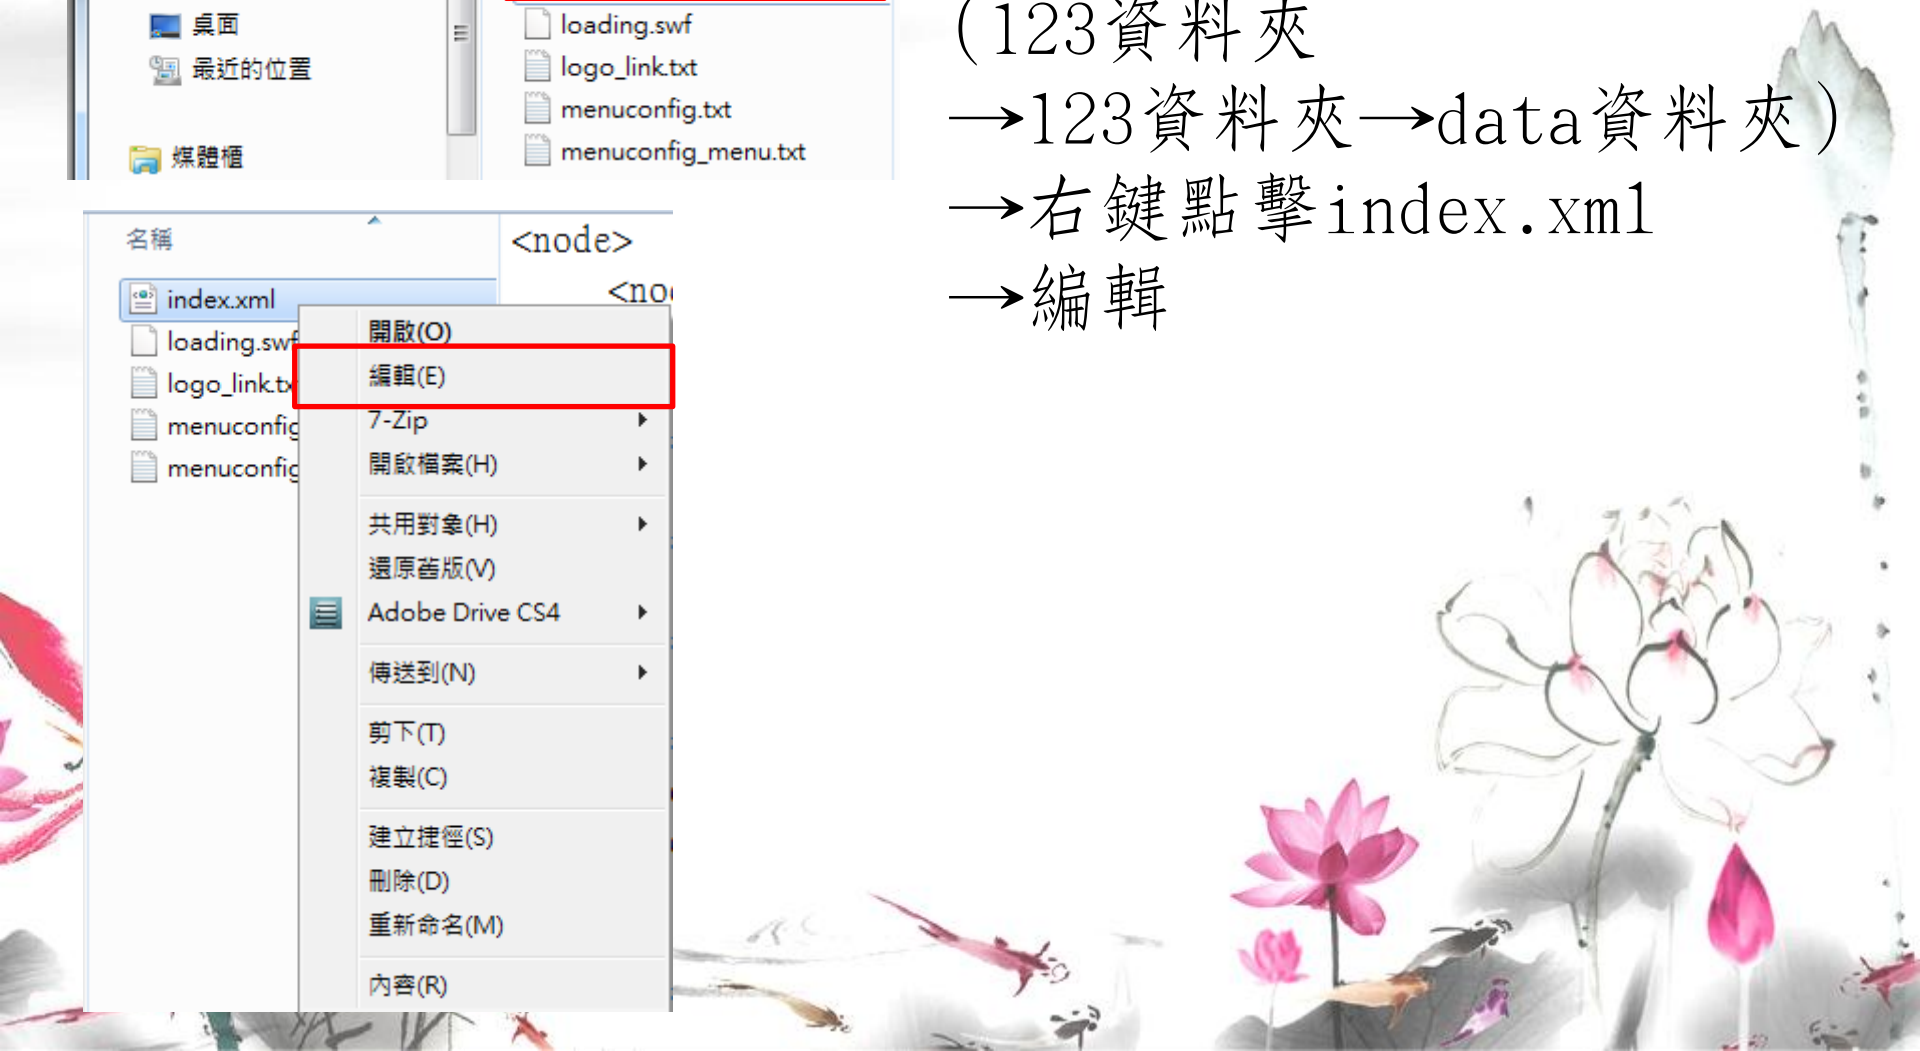 桌面
最近的位置
媒體櫃
loading.swf
logo_link.txt
menuconfig.txt
menuconfig_menu.txt
（123資料夾
→123資料夾→data資料夾）
→右鍵點擊index.xml
→編輯
名稱
index.xml
loading.swf
logo_link.tx
menuconfig
menuconfig
<node>
<no
開啟(O)
編輯(E)
7-Zip
開啟檔案(H)
共用對象(H)
還原舊版(V)
Adobe Drive CS4
傳送到(N)
剪下(T)
複製(C)
建立捷徑(S)
刪除(D)
重新命名(M)
內容(R)